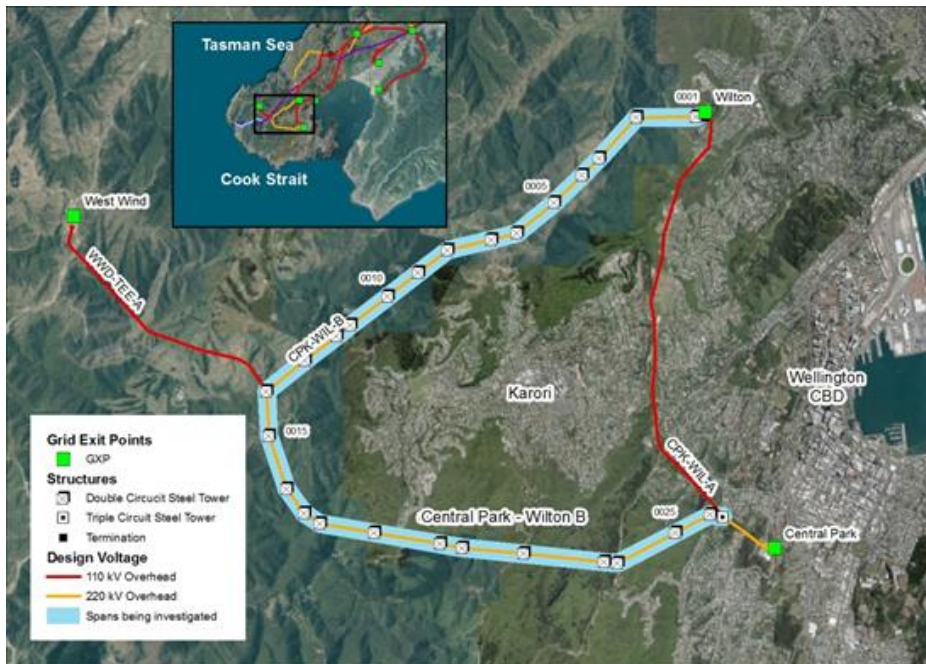 Tasman Sea
Cook Strait
0001
Wilton
0005
West Wind
0010
WWD-TEE-A
CPK-WIL-B
Karori
Wellington
CBD
0015
CPK-WIL-A
Central Park - Wilton B
0025
Central Park
Grid Exit Points
GXP
Structures
Double Circucit Steel Tower
Triple Circuit Steel Tower
Termination
Design Voltage
110 kV Overhead
220 kV Overhead
Spans being investigated